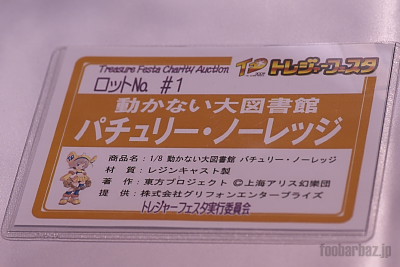 Treasure Festa Charity Auction
トレジャーフェスタ
ロットNo. #1
動かない大図書館
パチュリー・ノーレッジ
商品名：1/8 動かない大図書館 パチュリー・ノーレッジ
材 質：レジンキャスト製
著 作：東方プロジェクト ©上海アリス幻樂団
提 供：株式会社グリフォンエンタープライズ
トレジャーフェスタ実行委員会
foobarbaz.jp